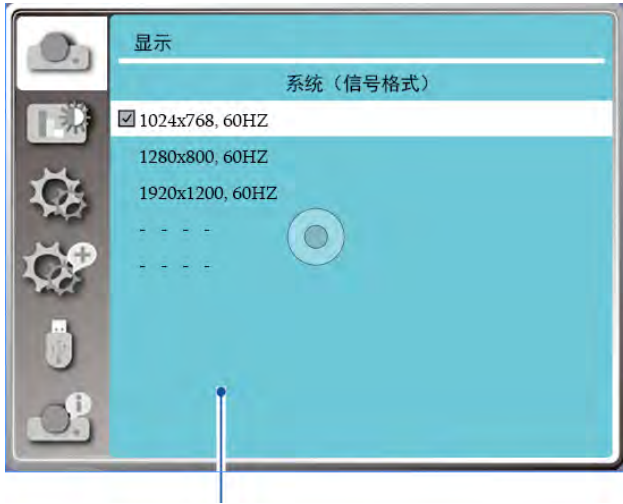 显示
系统（信号格式）
1024x768, 60HZ
1280x800, 60HZ
1920x1200, 60HZ
- - - -
- - - -